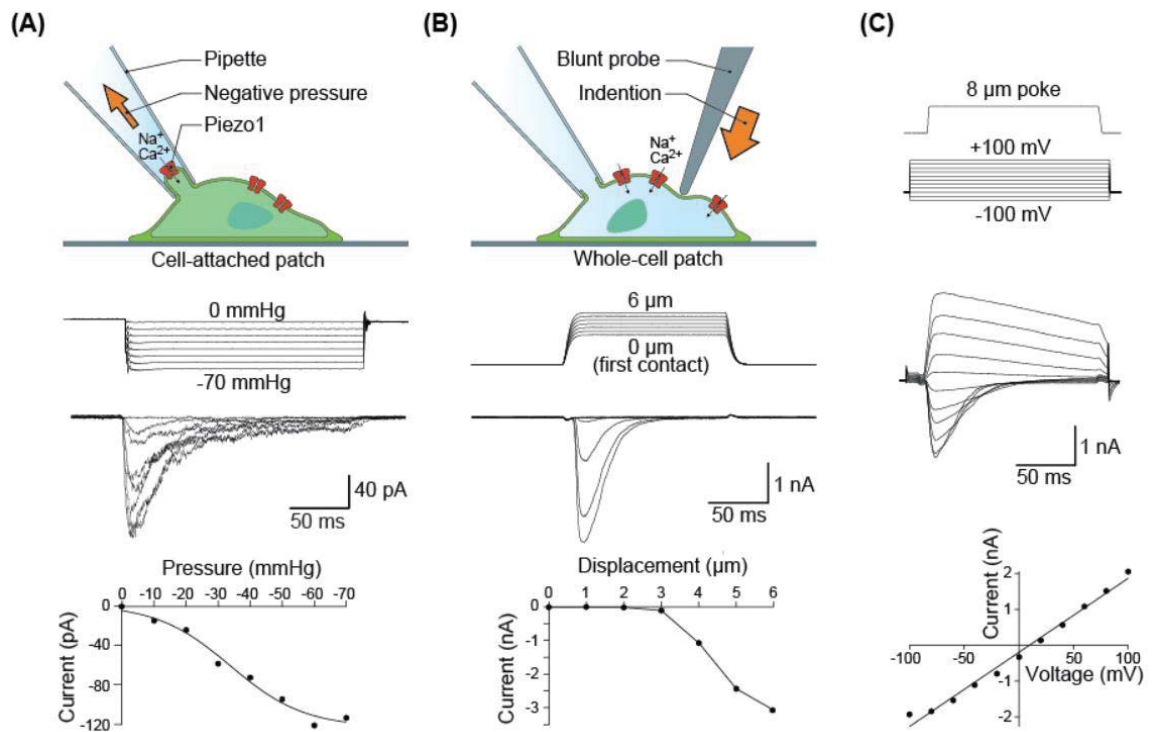 (A)
Pipette
Negative pressure
Piezo1
Na+
Ca2+
Cell-attached patch
0 mmHg
-70 mmHg
40 pA
50 ms
Pressure (mmHg)
0 -10 -20 -30 -40 -50 -60 -70
0
-40
-80
-120
Current (pA)
(B)
Blunt probe
Indention
Na+
Ca2+
Whole-cell patch
6 µm
0 µm
(first contact)
1 nA
50 ms
Displacement (µm)
0 1 2 3 4 5 6
0
-1
-2
-3
Current (nA)
(C)
8 µm poke
+100 mV
-100 mV
1 nA
50 ms
Current (nA)
2
1
-100 -50 50 100
Voltage (mV)
-1
-2